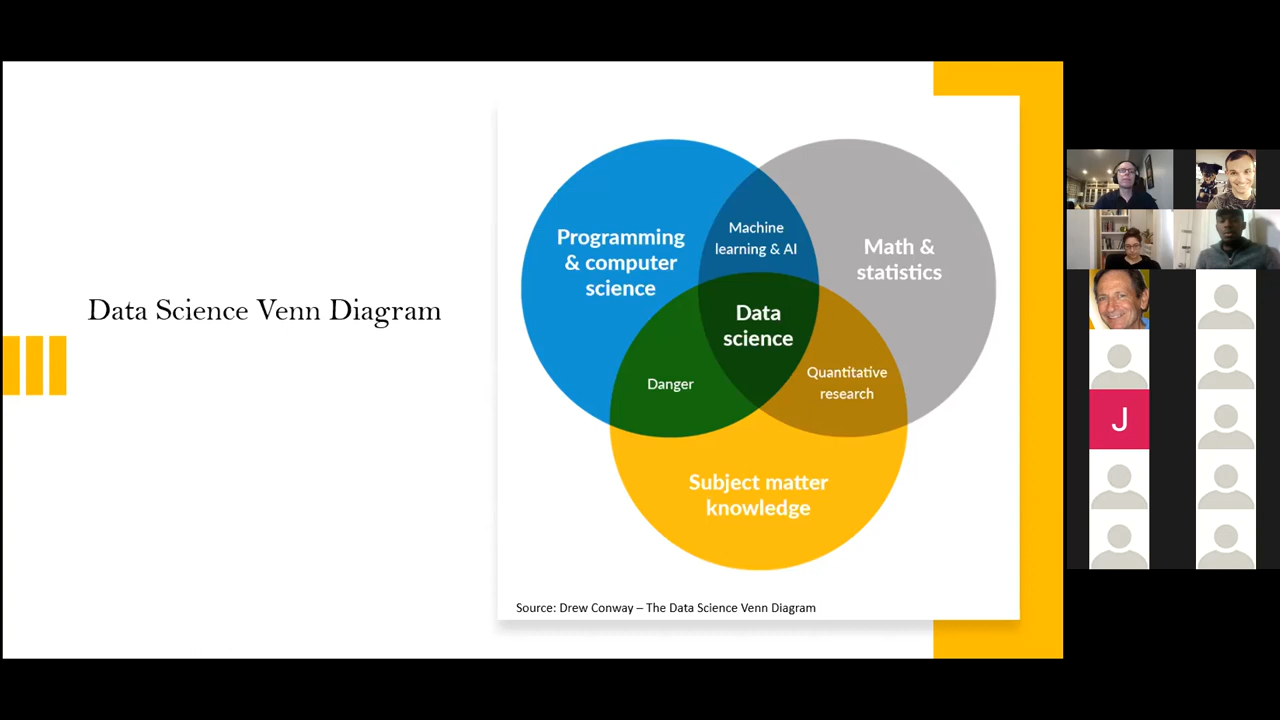 Data Science Venn Diagram
Programming
& computer
science
Machine
learning & AI
Math &
statistics
Data
science
Danger
Quantitative
research
Subject matter
knowledge
Source: Drew Conway – The Data Science Venn Diagram
J